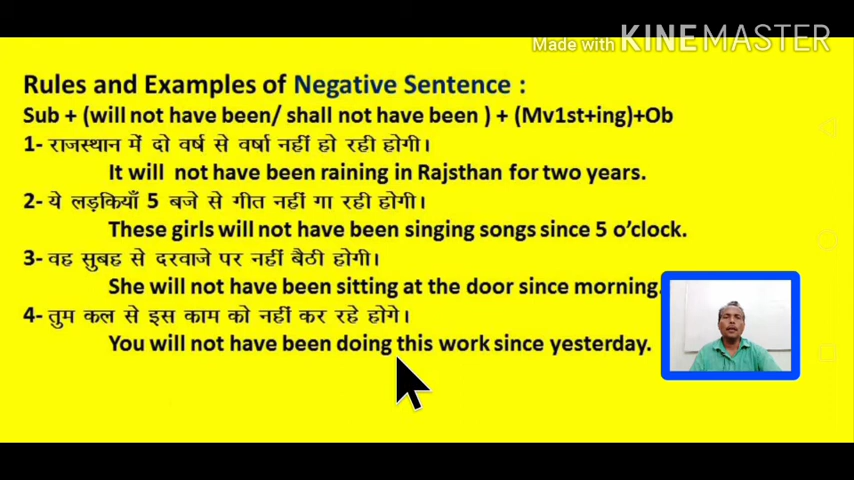 Made with KINEMASTER
Rules and Examples of Negative Sentence :
Sub + (will not have been/ shall not have been ) + (Mv1st+ing)+Ob
1- राजस्थान में दो वर्ष से वर्षा नहीं हो रही होगी।
It will not have been raining in Rajsthan for two years.
2- ये लड़कियाँ 5 बजे से गीत नहीं गा रही होगी।
These girls will not have been singing songs since 5 o’clock.
3- वह सुबह से दरवाजे पर नहीं बैठी होगी।
She will not have been sitting at the door since morning.
4- तुम कल से इस काम को नहीं कर रहे होगे।
You will not have been doing this work since yesterday.